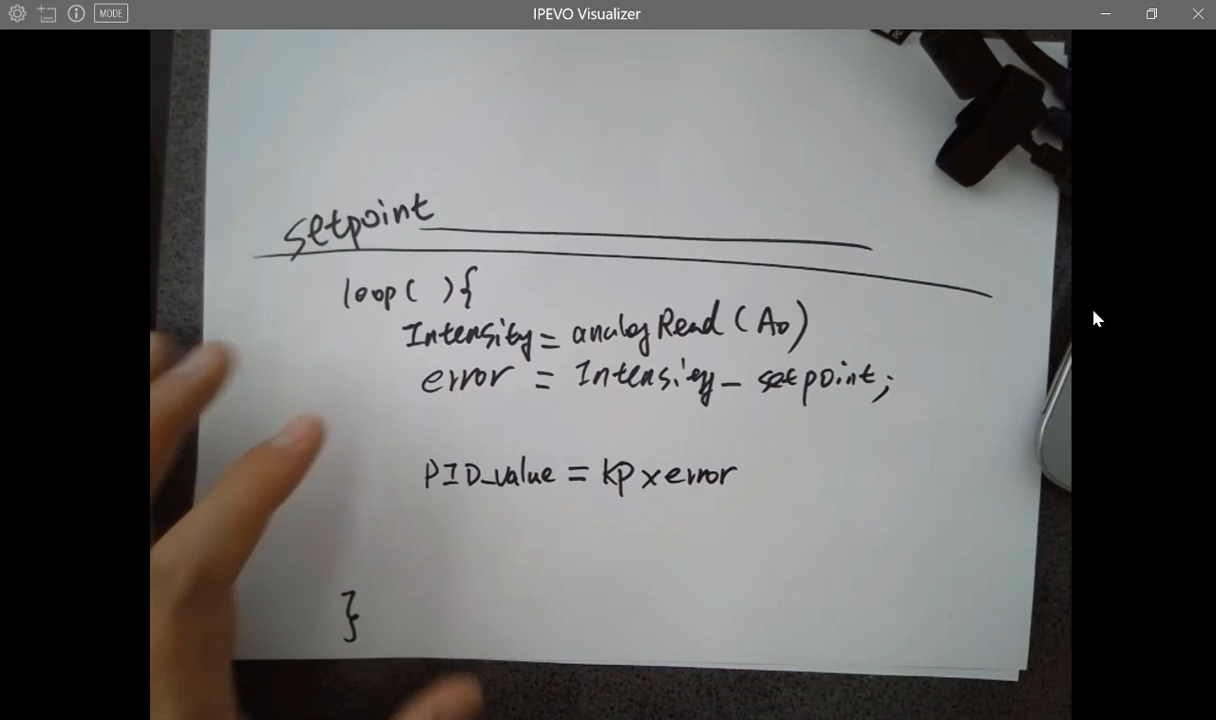 MODE
IPEVO Visualizer
setpoint
loop( ){
Intensity = analogRead (A0)
error = Intensity - setpoint;
PID_value = kp x error
}